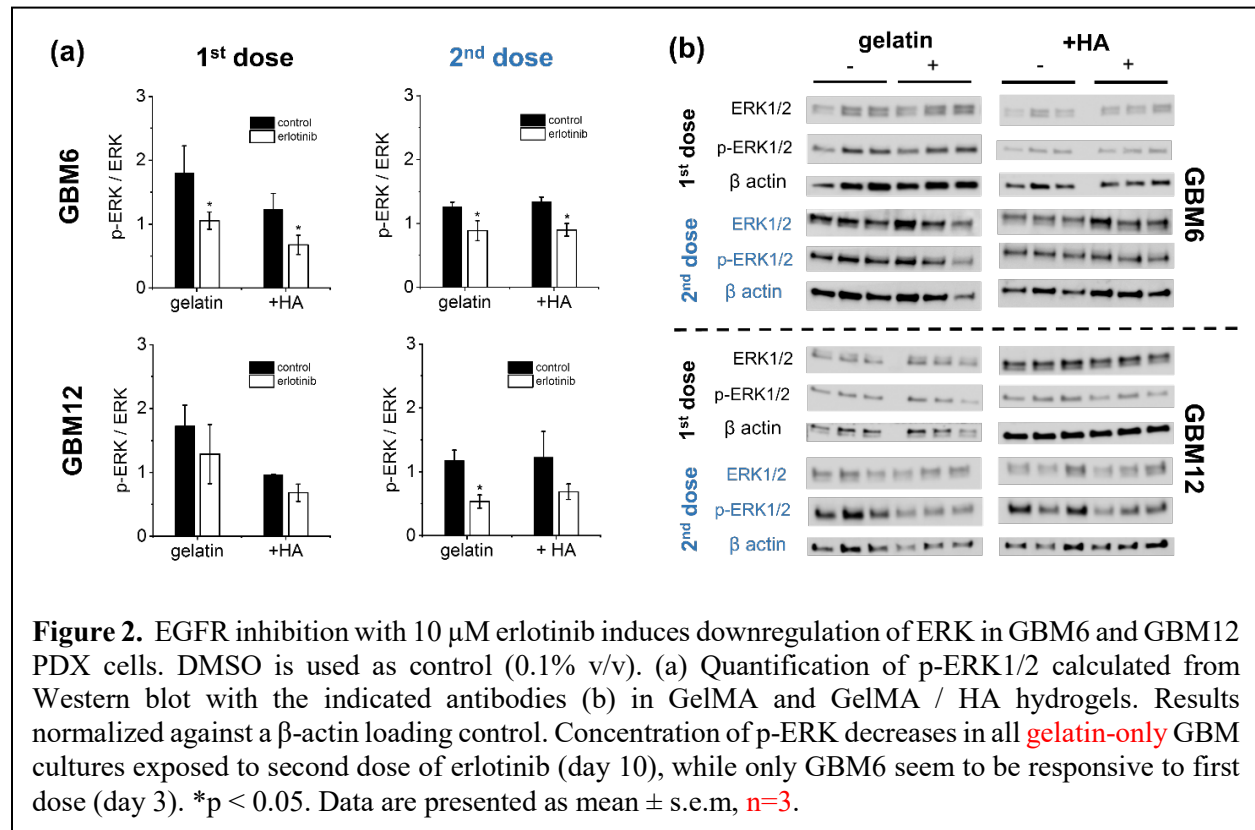 (a)
1st dose
2nd dose
GBM6
p-ERK / ERK
3
2
1
0
control
erlotinib
*
*
gelatin
+HA
p-ERK / ERK
3
2
1
0
control
erlotinib
*
*
gelatin
+HA
GBM12
p-ERK / ERK
3
2
1
0
control
erlotinib
gelatin
+HA
p-ERK / ERK
3
2
1
0
control
erlotinib
*
gelatin
+ HA
(b)
gelatin
+HA
- + - +
1st dose
ERK1/2
p-ERK1/2
β actin
2nd dose
ERK1/2
p-ERK1/2
β actin
GBM6
1st dose
ERK1/2
p-ERK1/2
β actin
2nd dose
ERK1/2
p-ERK1/2
β actin
GBM12
Figure 2. EGFR inhibition with 10 µM erlotinib induces downregulation of ERK in GBM6 and GBM12
PDX cells. DMSO is used as control (0.1% v/v). (a) Quantification of p-ERK1/2 calculated from
Western blot with the indicated antibodies (b) in GelMA and GelMA / HA hydrogels. Results
normalized against a β-actin loading control. Concentration of p-ERK decreases in all gelatin-only GBM
cultures exposed to second dose of erlotinib (day 10), while only GBM6 seem to be responsive to first
dose (day 3). *p < 0.05. Data are presented as mean ± s.e.m, n=3.